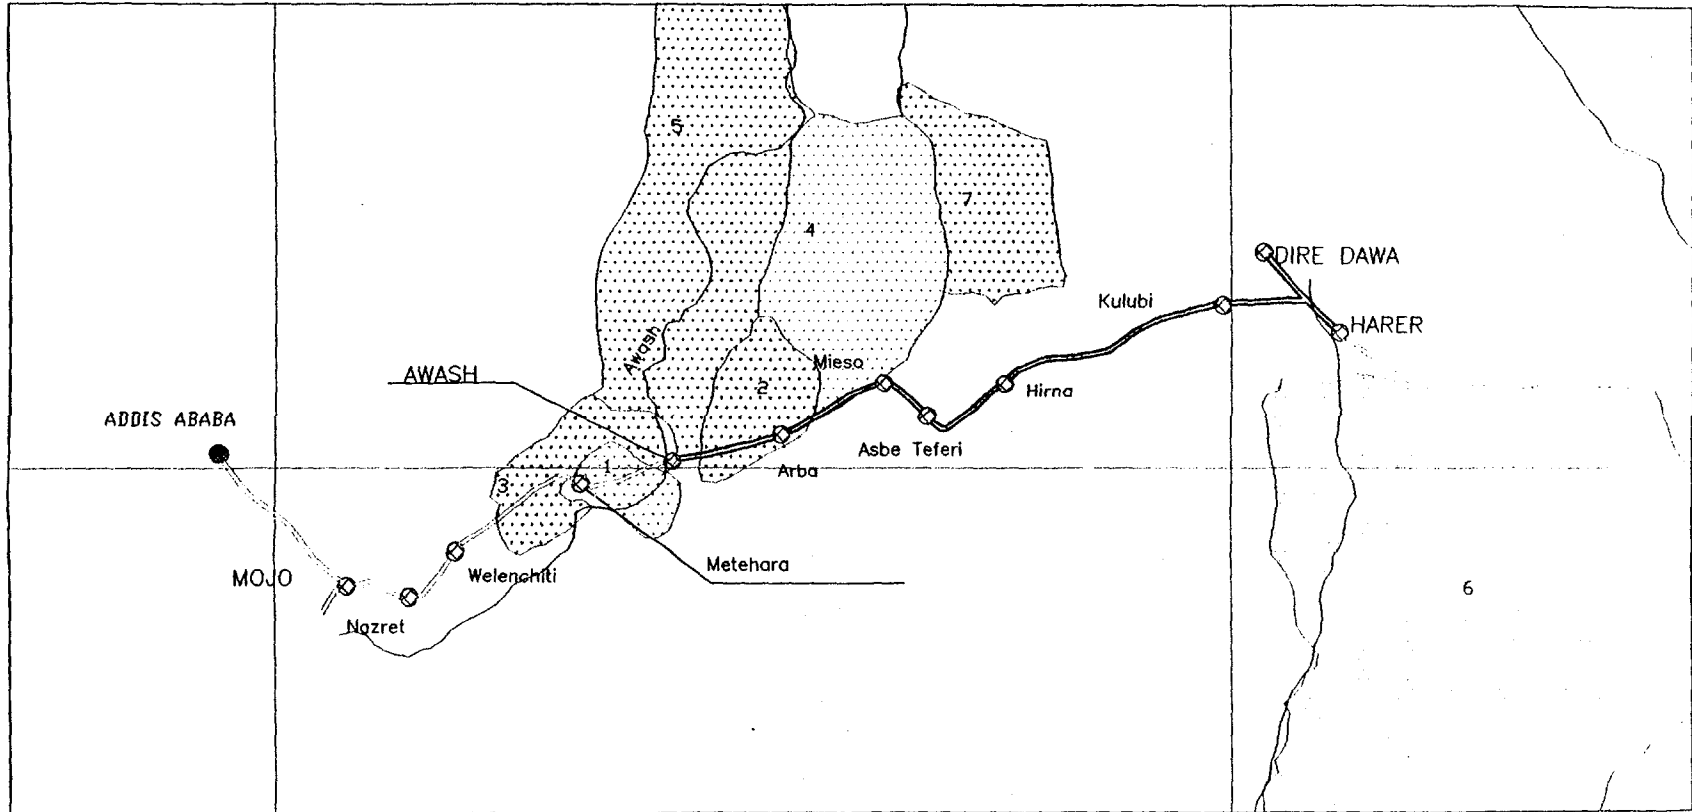 5
7
4
DIRE DAWA
Kulubi
HARER
Awash
Mieso
AWASH
2
Hirna
ADDIS ABABA
Asbe Teferi
1
Arba
3
Metehara
Welenchiti
MOJO
6
Nazret